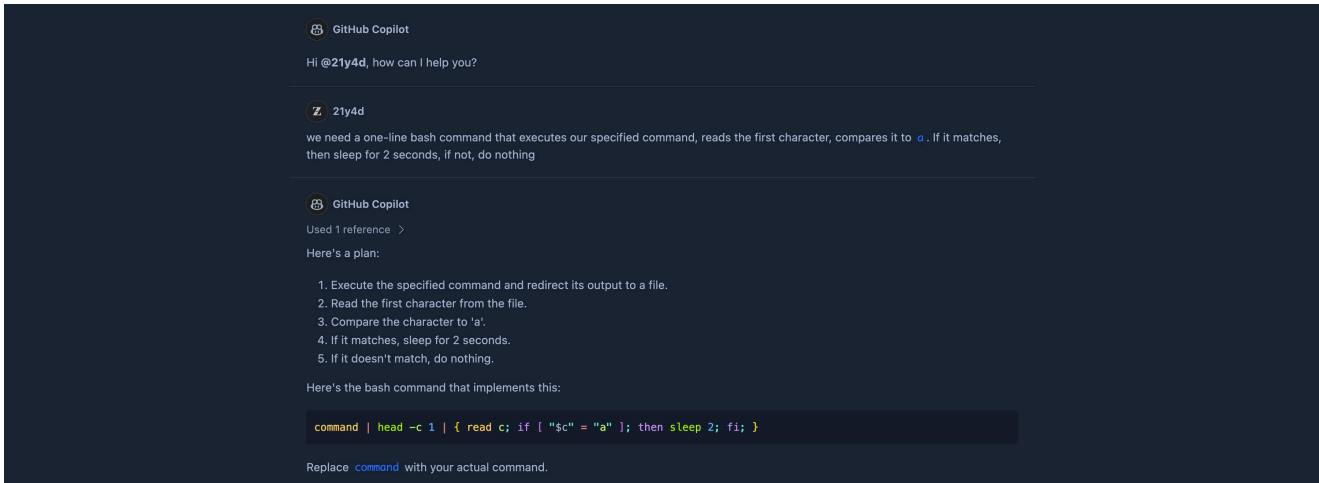 GitHub Copilot
Hi @21y4d, how can I help you?
21y4d
we need a one-line bash command that executes our specified command, reads the first character, compares it to a. If it matches,
then sleep for 2 seconds, if not, do nothing
GitHub Copilot
Used 1 reference >
Here's a plan:
1. Execute the specified command and redirect its output to a file.
2. Read the first character from the file.
3. Compare the character to 'a'.
4. If it matches, sleep for 2 seconds.
5. If it doesn't match, do nothing.
Here's the bash command that implements this:
command | head -c 1 | { read c; if [ "$c" = "a" ]; then sleep 2; fi; }
Replace command with your actual command.